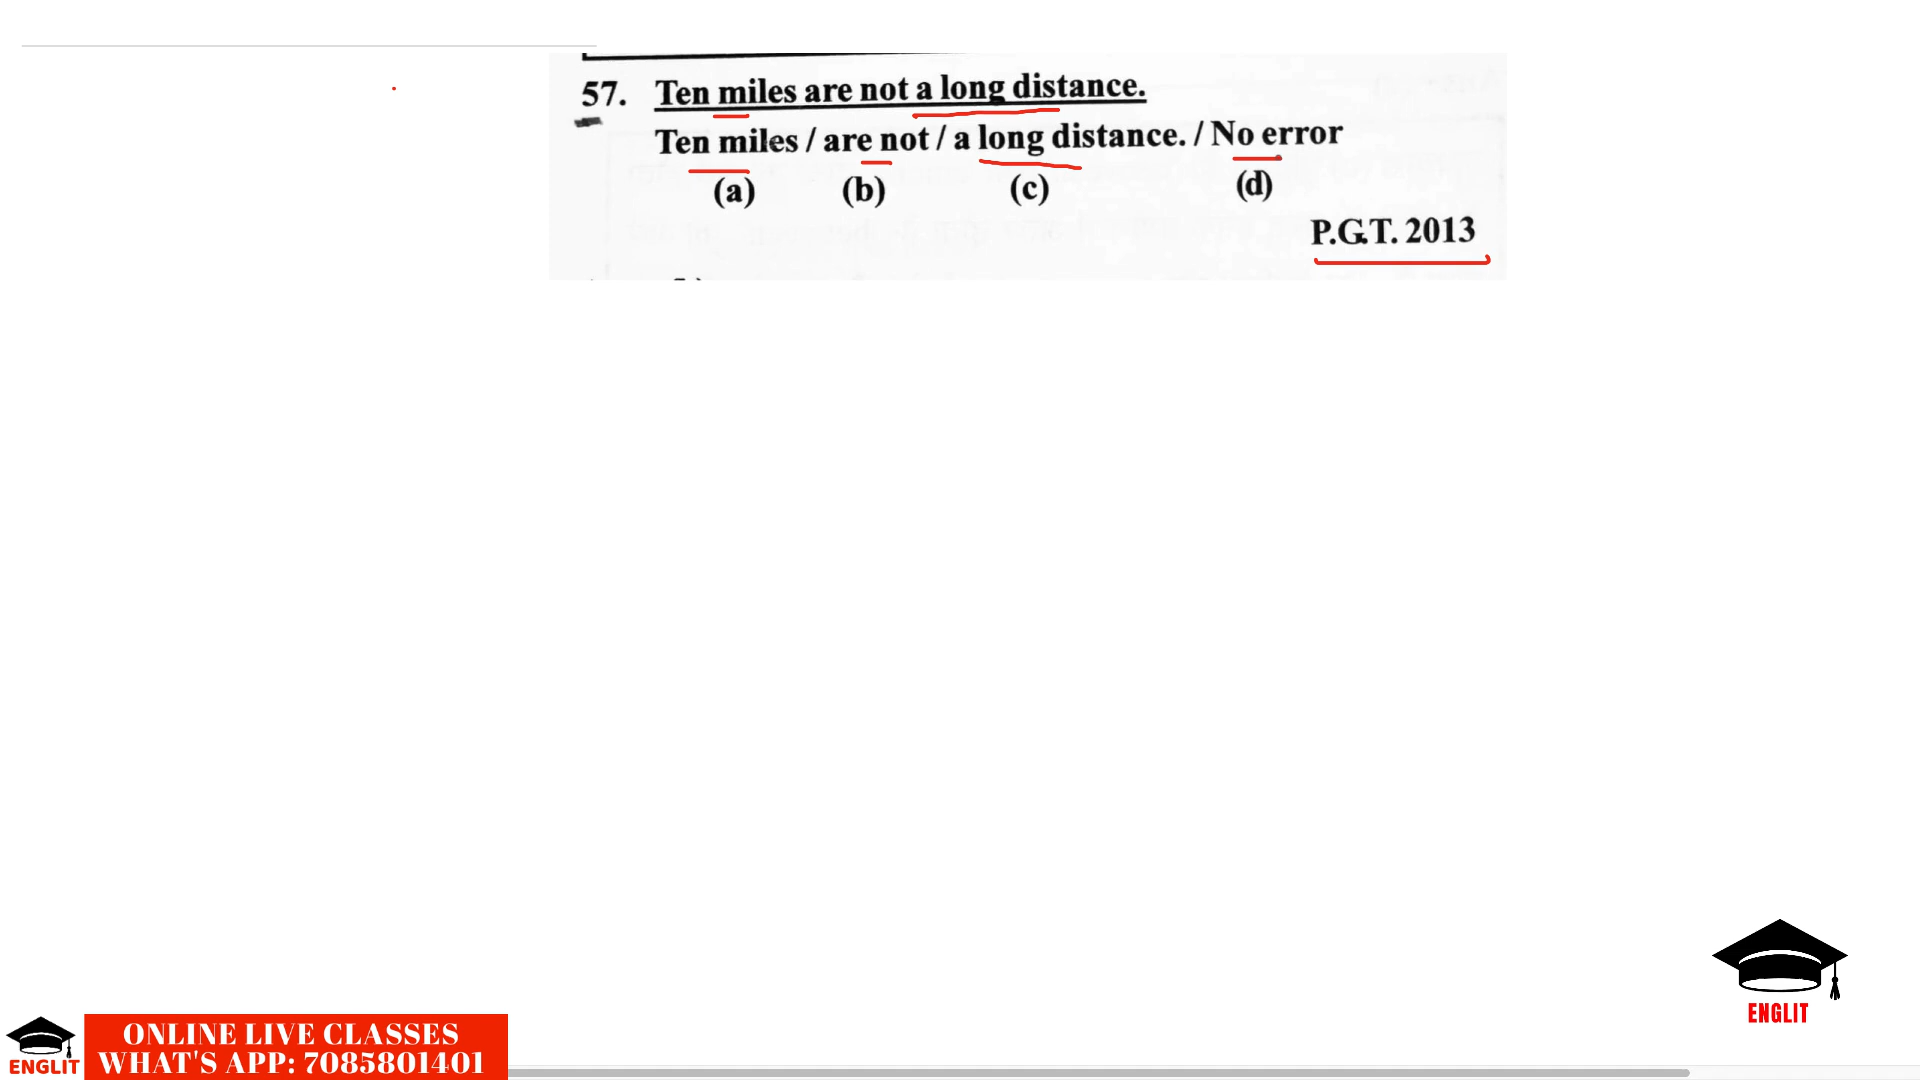 57. Ten miles are not a long distance.
Ten miles / are not / a long distance. / No error
(a) (b) (c) (d)
P.G.T. 2013
ENGLIT
ENGLIT
ONLINE LIVE CLASSES
WHAT'S APP: 7085801401